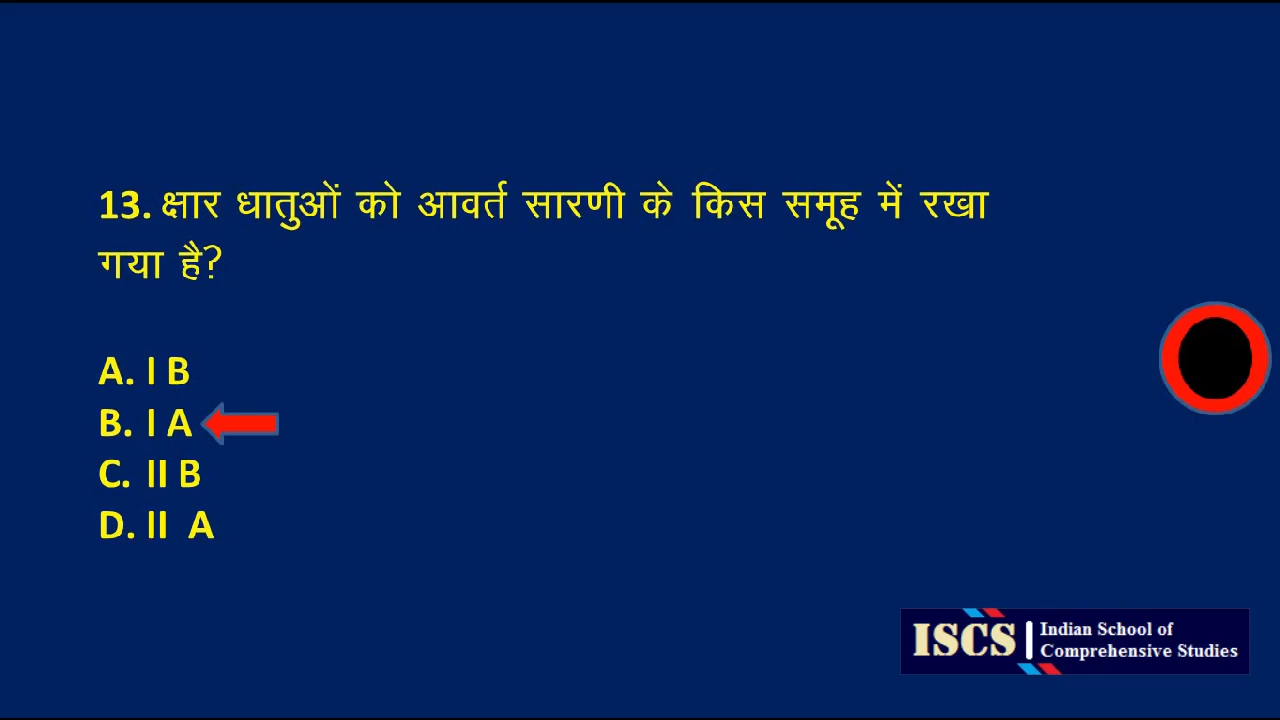 13. क्षार धातुओं को आवर्त सारणी के किस समूह में रखा
गया है?
A. I B
B. I A
C. II B
D. II A
ISCS | Indian School of
Comprehensive Studies